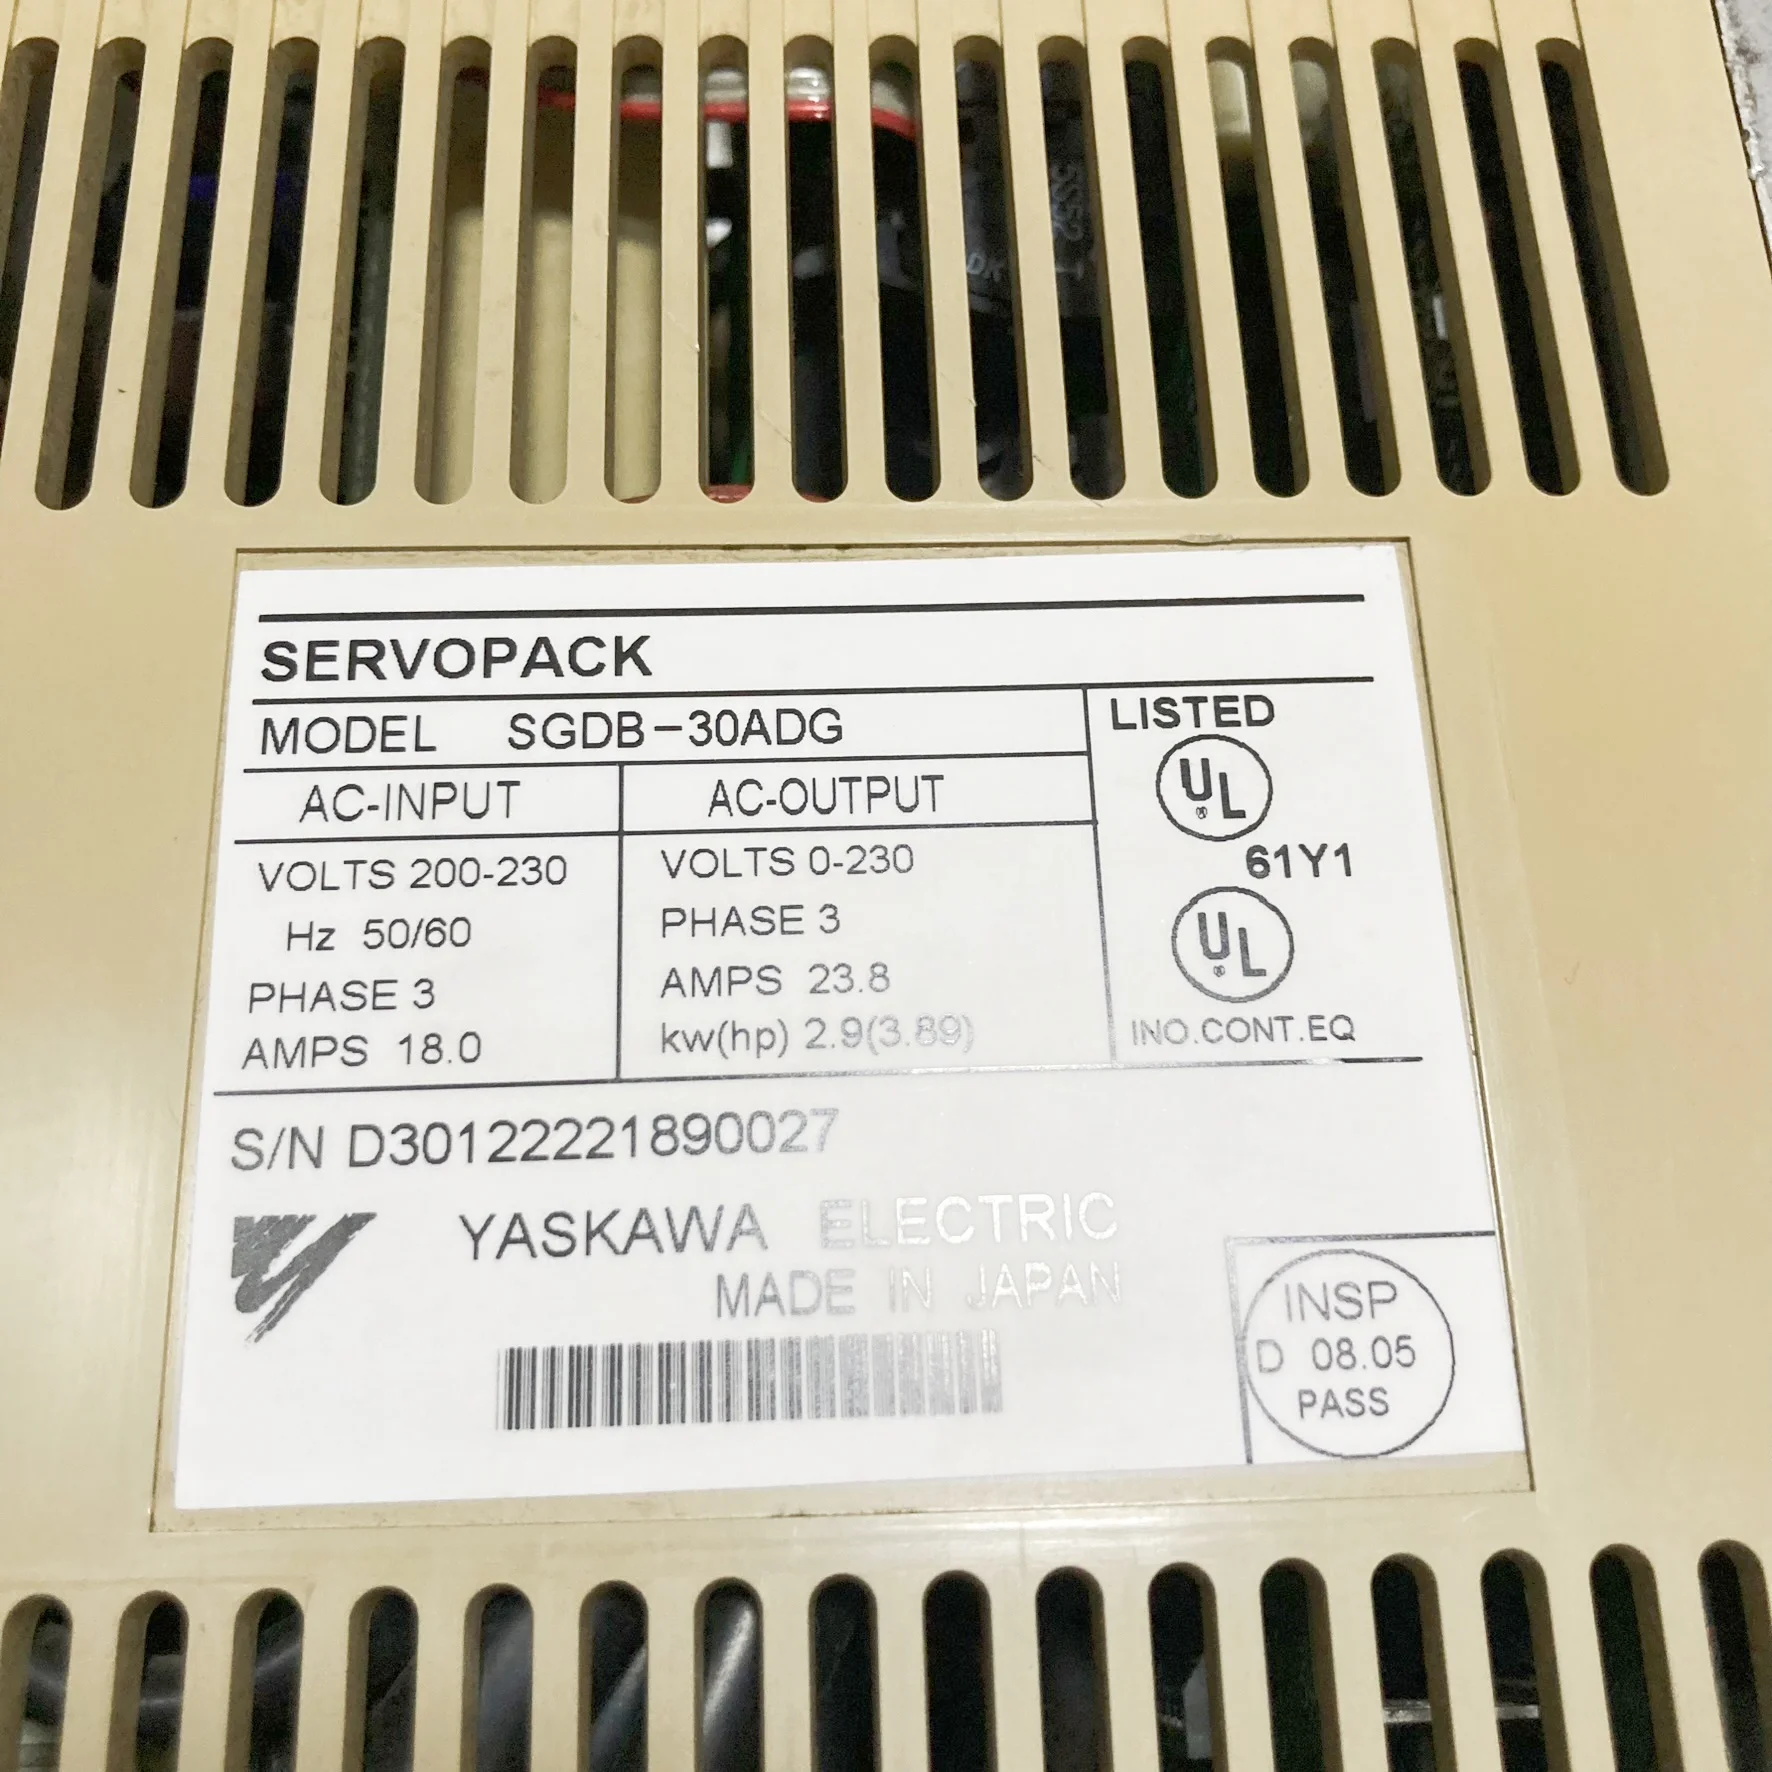 SERVOPACK
MODEL SGDB-30ADG
LISTED
UL
AC-INPUT
AC-OUTPUT
VOLTS 200-230
VOLTS 0-230
61Y1
Hz 50/60
PHASE 3
UL
PHASE 3
AMPS 23.8
AMPS 18.0
kw(hp) 2.9(3.89)
INO.CONT.EQ
S/N D30122221890027
YASKAWA ELECTRIC
MADE IN JAPAN
INSP
D 08.05
PASS